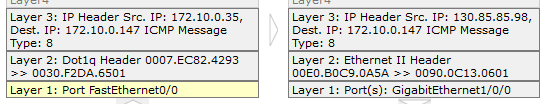 Layer4
Layer 3: IP Header Src. IP: 172.10.0.35,
Dest. IP: 172.10.0.147 ICMP Message
Type: 8
Layer 2: Dot1q Header 0007.EC82.4293
>> 0030.F2DA.6501
Layer 1: Port FastEthernet0/0
Layer4
Layer 3: IP Header Src. IP: 130.85.85.98,
Dest. IP: 172.10.0.147 ICMP Message
Type: 8
Layer 2: Ethernet II Header
00E0.B0C9.0A5A >> 0090.0C13.0601
Layer 1: Port(s): GigabitEthernet1/0/0